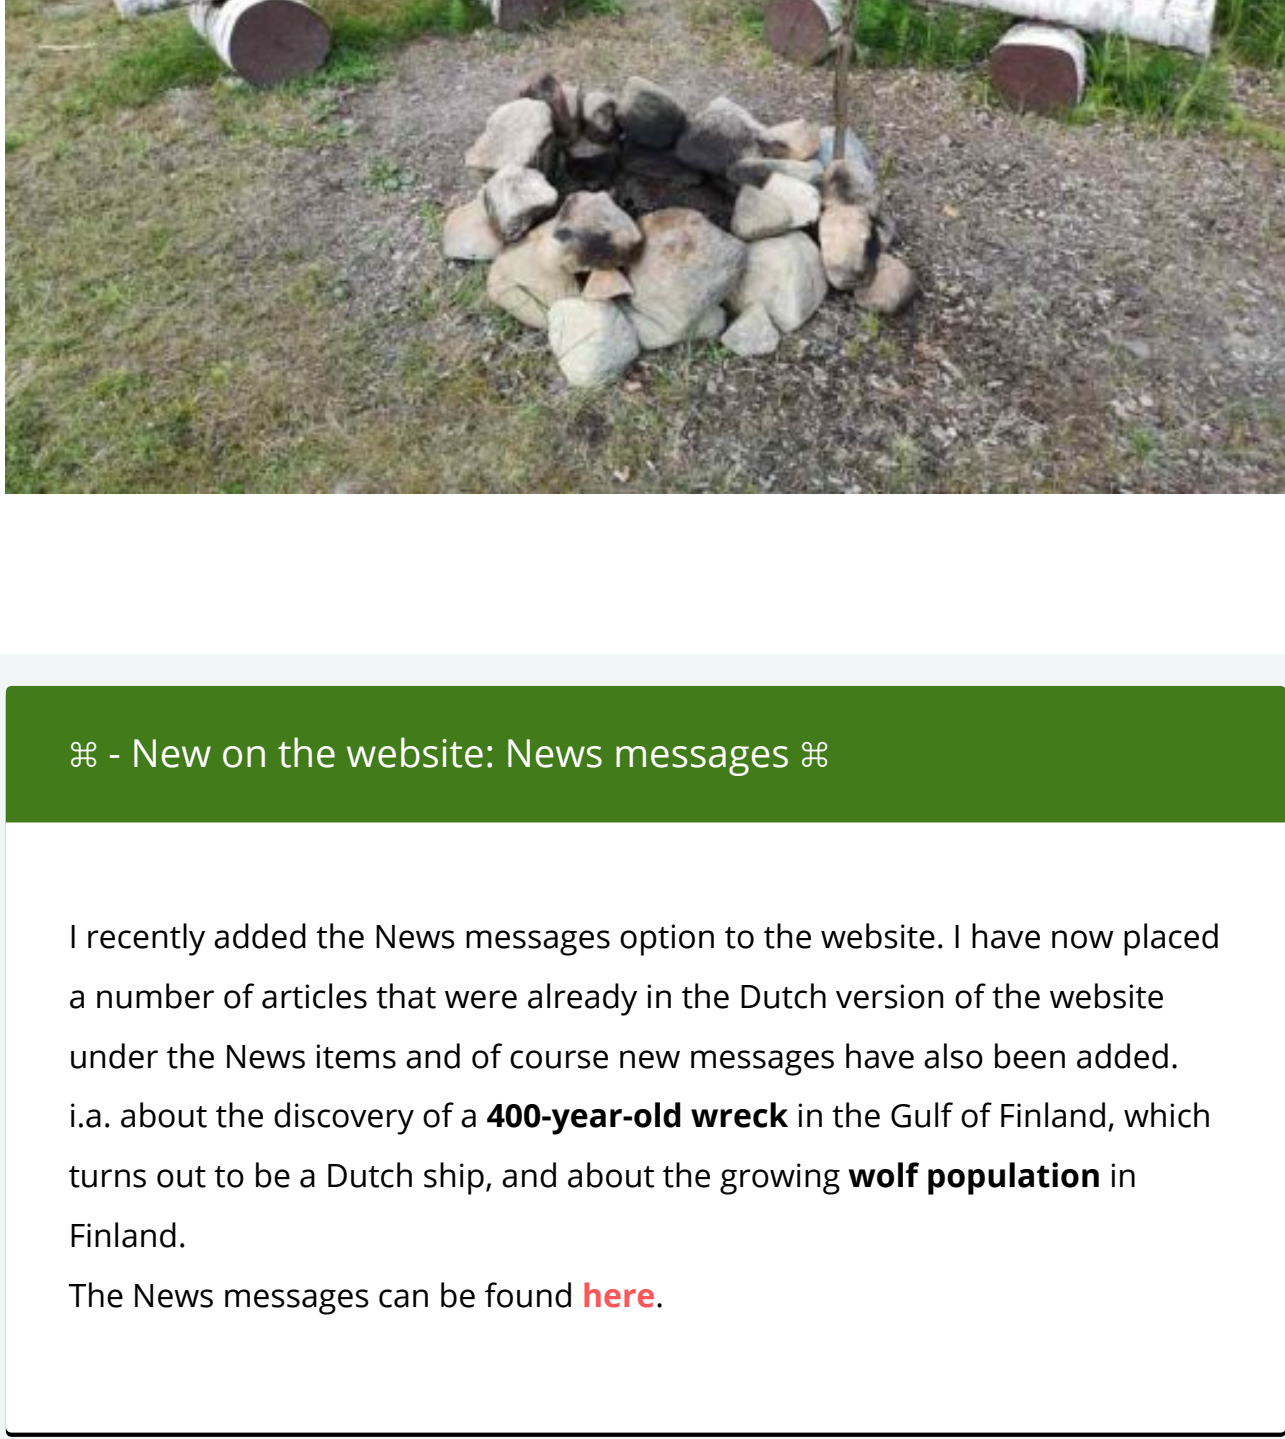 ⌘ - New on the website: News messages ⌘
I recently added the News messages option to the website. I have now placed
a number of articles that were already in the Dutch version of the website
under the News items and of course new messages have also been added.
i.a. about the discovery of a 400-year-old wreck in the Gulf of Finland, which
turns out to be a Dutch ship, and about the growing wolf population in
Finland.
The News messages can be found here.